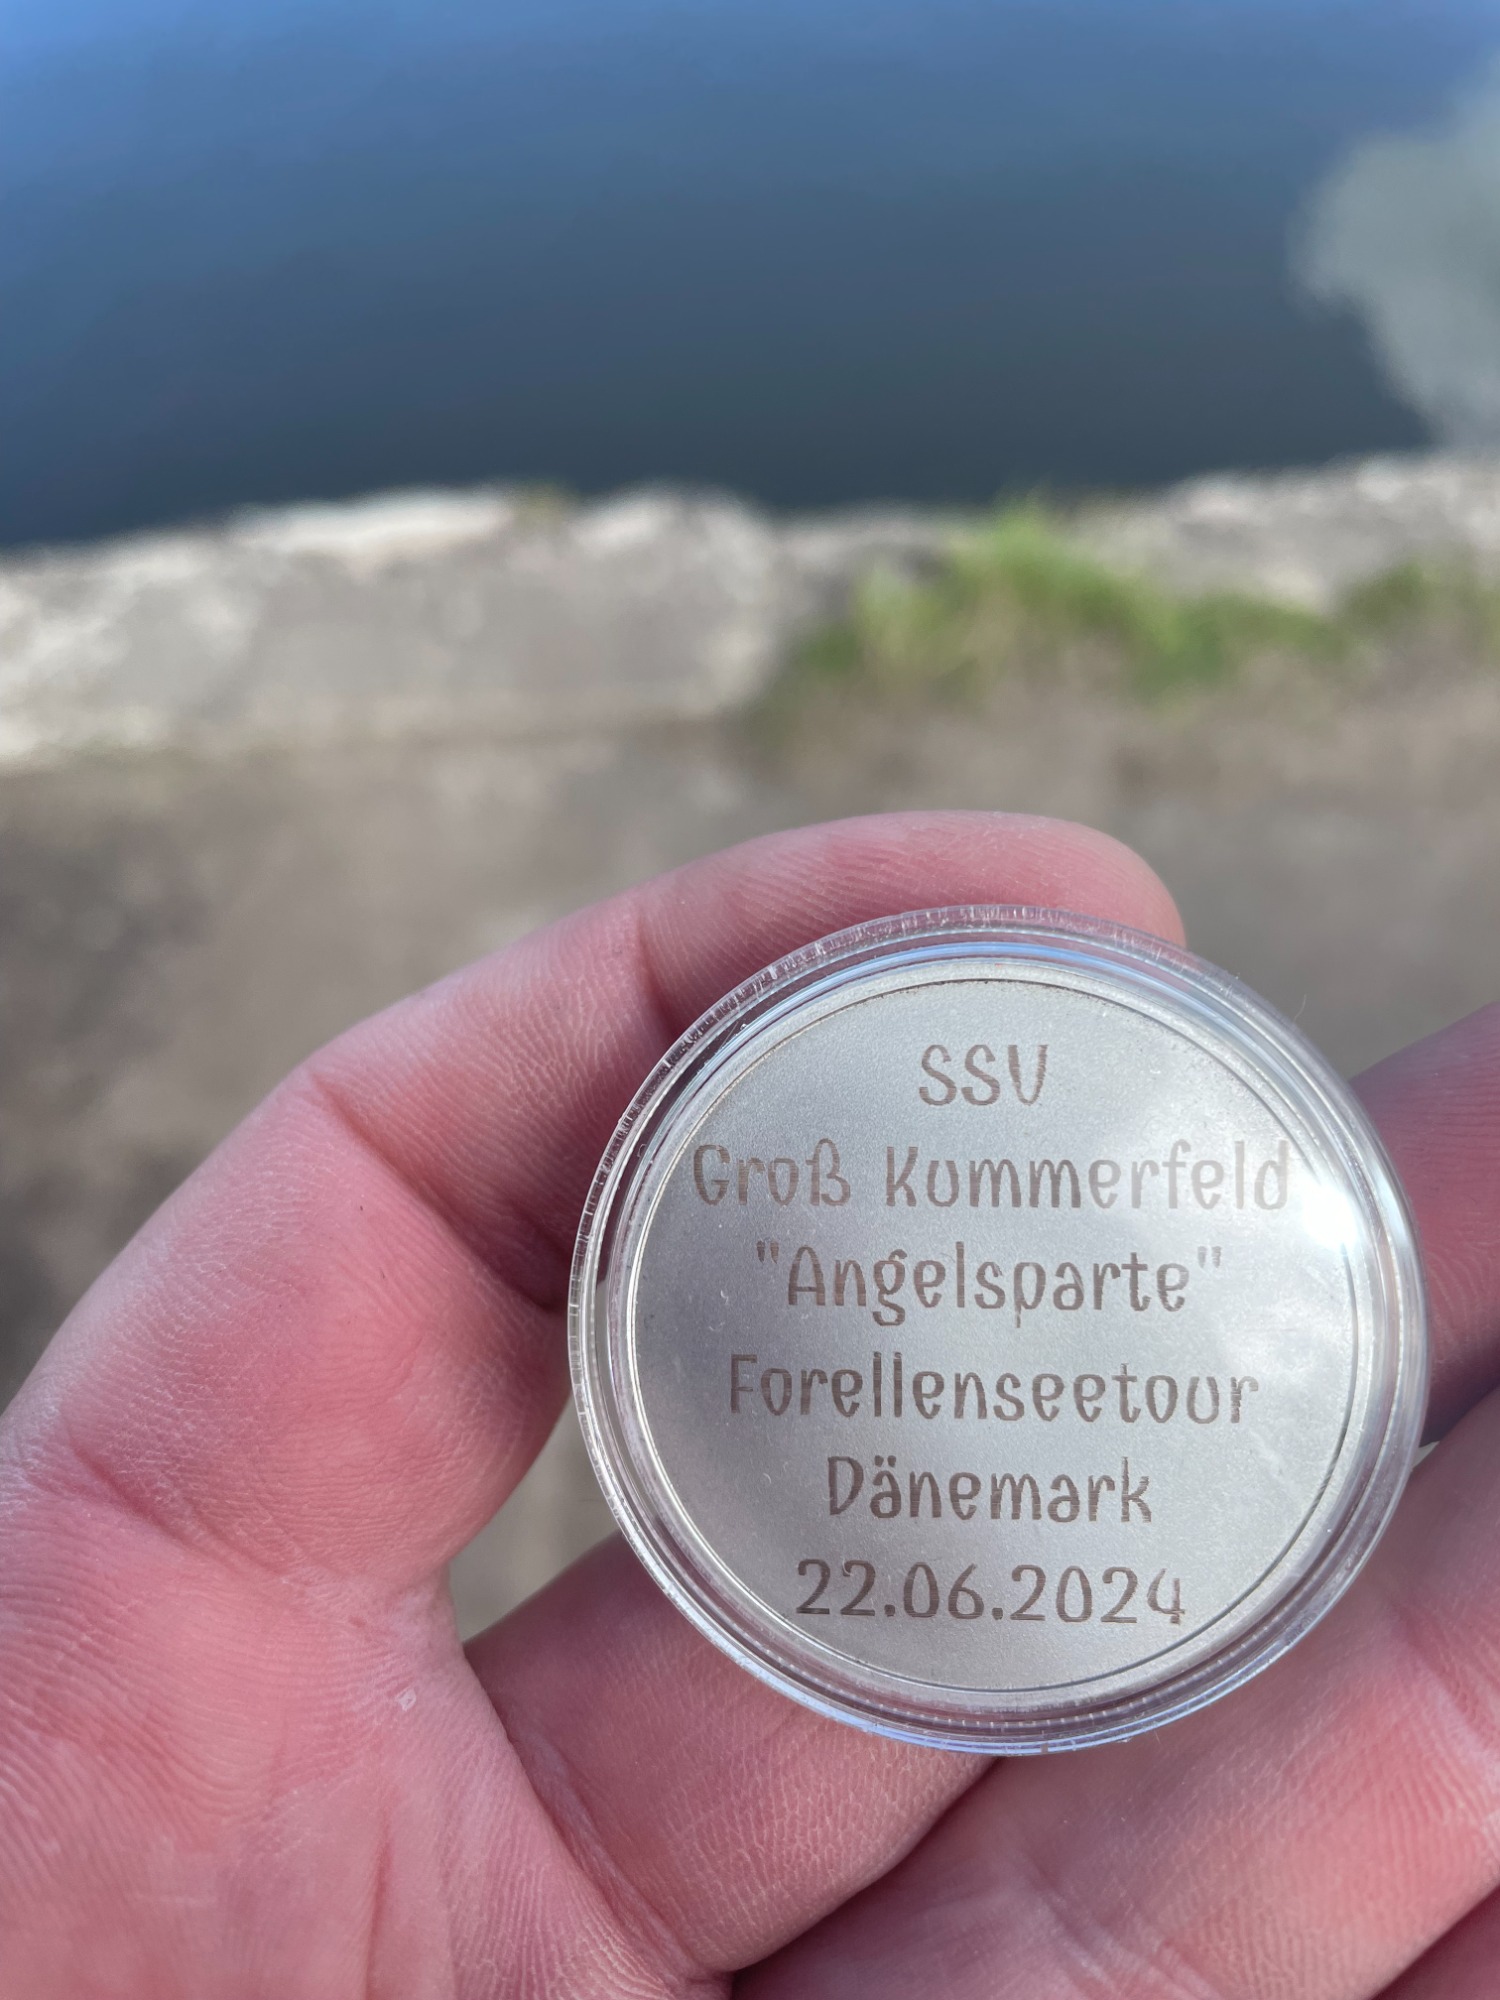 SSV
Groß Kummerfeld
"Angelsparte"
Forellenseetour
Dänemark
22.06.2024